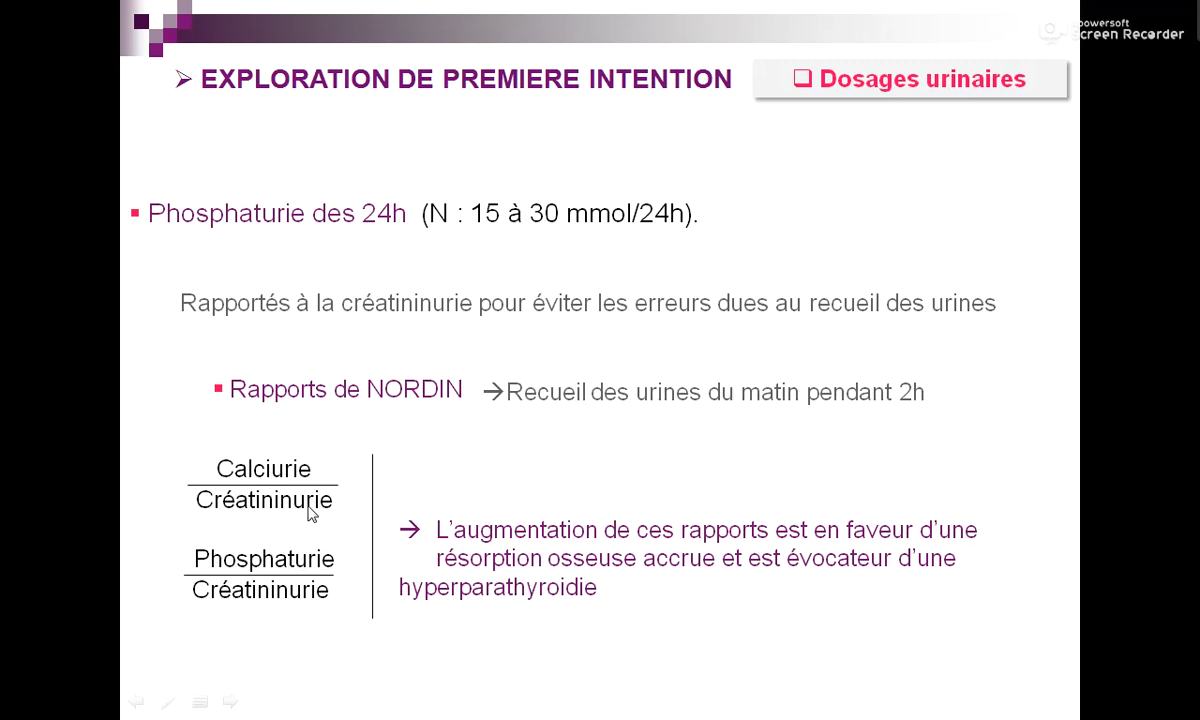 Apowersoft
Screen Recorder
➢ EXPLORATION DE PREMIERE INTENTION
❑ Dosages urinaires
▪ Phosphaturie des 24h (N : 15 à 30 mmol/24h).
Rapportés à la créatininurie pour éviter les erreurs dues au recueil des urines
▪ Rapports de NORDIN →Recueil des urines du matin pendant 2h
Calciurie
Créatininurie
Phosphaturie
Créatininurie
→ L’augmentation de ces rapports est en faveur d’une
résorption osseuse accrue et est évocateur d’une
hyperparathyroidie